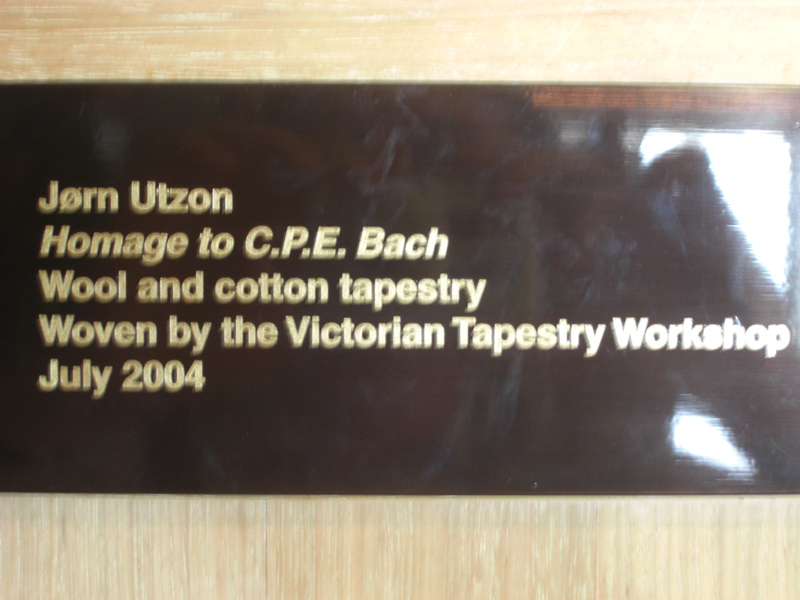 Jørn Utzon
Homage to C.P.E. Bach
Wool and cotton tapestry
Woven by the Victorian Tapestry Workshop
July 2004